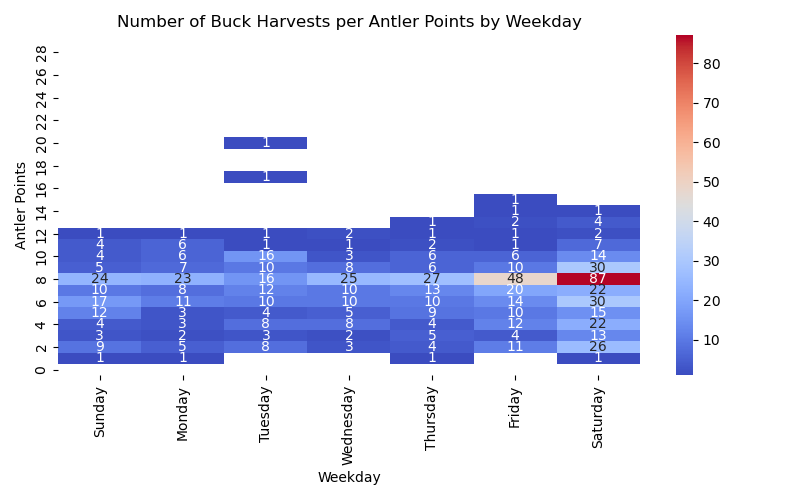 Number of Buck Harvests per Antler Points by Weekday
Antler Points
28
26
24
22
20 1
18
1
16
1
14 1 1
1 2 4
12 1 1 1 2 1 1 2
4 6 1 1 2 1 7
10 4 6 16 3 6 6 14
5 7 10 8 6 10 30
8 24 23 16 25 27 48 87
10 8 12 10 13 20 22
6 17 11 10 10 10 14 30
12 3 4 5 9 10 15
4 4 3 8 8 4 12 22
3 2 3 2 5 4 13
2 9 5 8 3 4 11 26
1 1 1 1
0
Sunday
Monday
Tuesday
Wednesday
Thursday
Friday
Saturday
Weekday
80
70
60
50
40
30
20
10